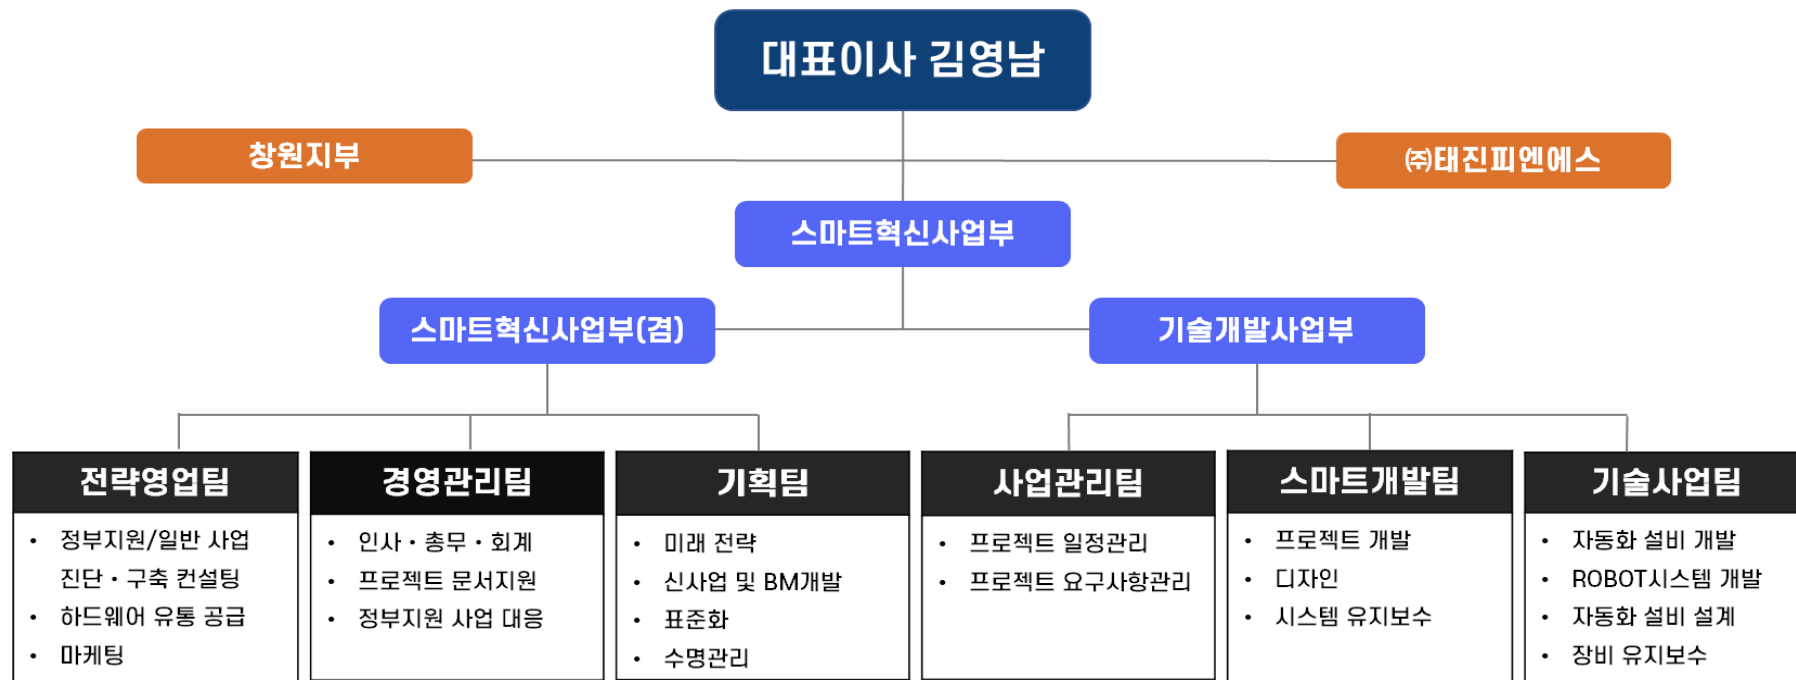 대표이사 김영남
창원지부
㈜태진피엔에스
스마트혁신사업부
스마트혁신사업부(겸)
기술개발사업부
전략영업팀
• 정부지원/일반 사업
진단・구축 컨설팅
• 하드웨어 유통 공급
• 마케팅
경영관리팀
• 인사・총무・회계
• 프로젝트 문서지원
• 정부지원 사업 대응
기획팀
• 미래 전략
• 신사업 및 BM개발
• 표준화
• 수명관리
사업관리팀
• 프로젝트 일정관리
• 프로젝트 요구사항관리
스마트개발팀
• 프로젝트 개발
• 디자인
• 시스템 유지보수
기술사업팀
• 자동화 설비 개발
• ROBOT시스템 개발
• 자동화 설비 설계
• 장비 유지보수